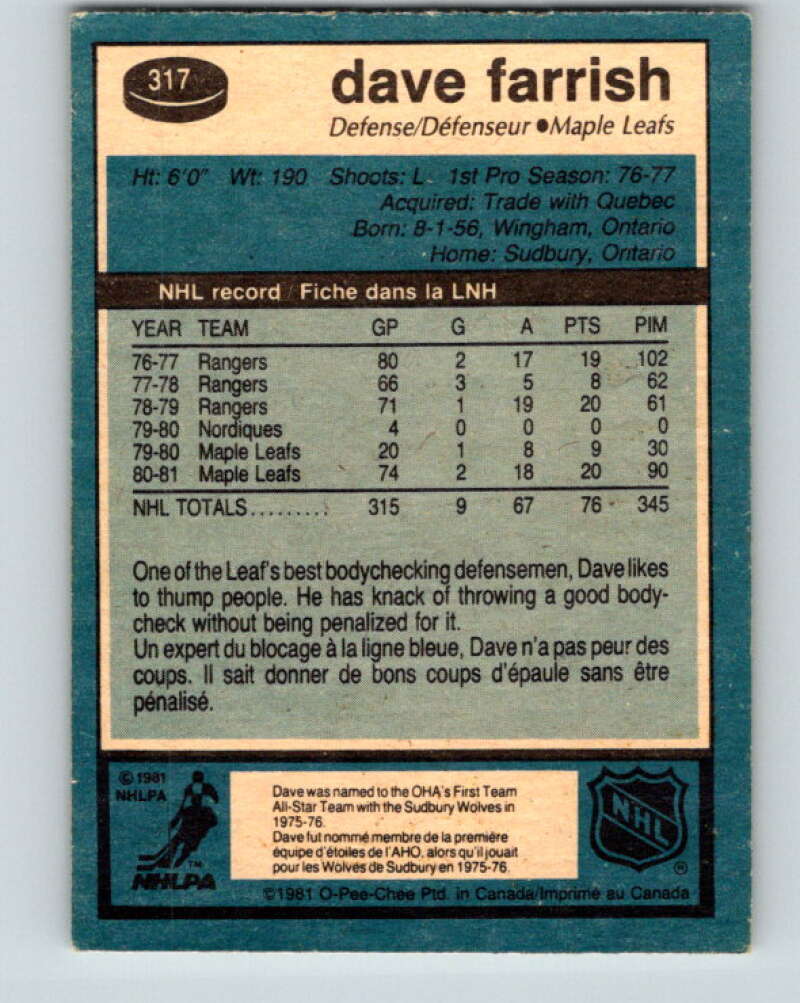 317
dave farrish
Defense/Défenseur ●Maple Leafs
Ht: 6'0" Wt: 190 Shoots: L 1st Pro Season: 76-77
Acquired: Trade with Quebec
Born: 8-1-56, Wingham, Ontario
Home: Sudbury, Ontario
NHL record / Fiche dans la LNH
YEAR TEAM GP G A PTS PIM
76-77 Rangers 80 2 17 19 102
77-78 Rangers 66 3 5 8 62
78-79 Rangers 71 1 19 20 61
79-80 Nordiques 4 0 0 0 0
79-80 Maple Leafs 20 1 8 9 30
80-81 Maple Leafs 74 2 18 20 90
NHL TOTALS......... 315 9 67 76 345
One of the Leaf's best bodychecking defensemen, Dave likes
to thump people. He has knack of throwing a good body-
check without being penalized for it.
Un expert du blocage à la ligne bleue, Dave n'a pas peur des
coups. Il sait donner de bons coups d'épaule sans être
pénalisé.
© 1981
NHLPA
TM
NHLPA
Dave was named to the OHA's First Team
All-Star Team with the Sudbury Wolves in
1975-76.
Dave fut nommé membre de la première
équipe d'étoiles de l'AHO, alors qu'il jouait
pour les Wolves de Sudbury en 1975-76.
NHL
®
©1981 O-Pee-Chee Ptd. in Canada/Imprimé au Canada